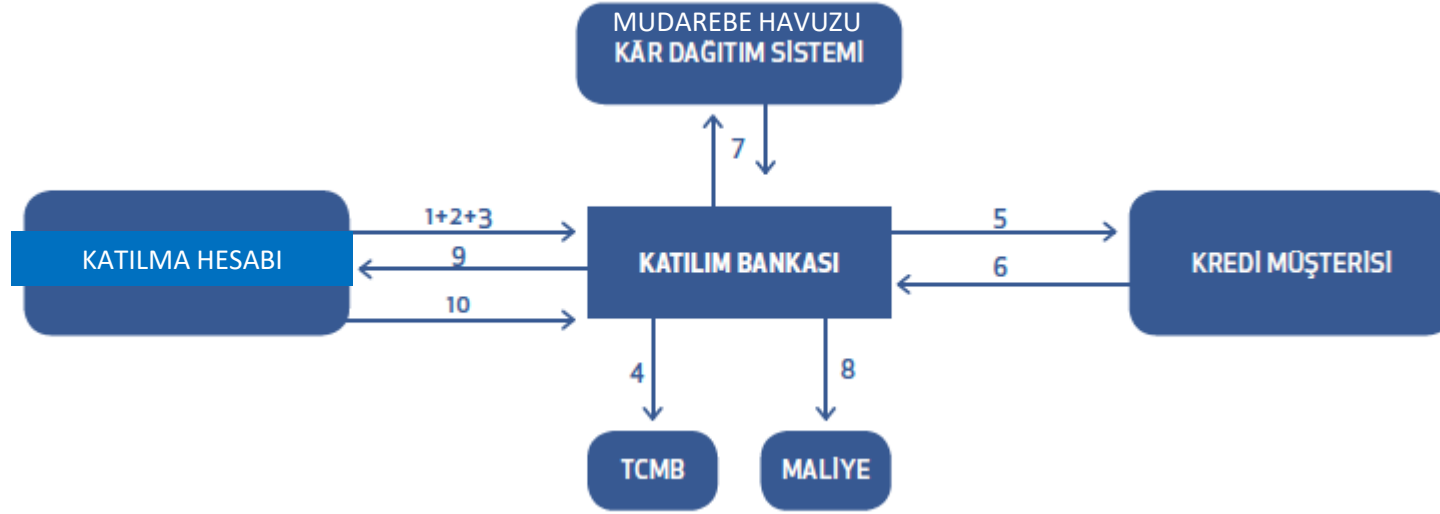 MUDAREBE HAVUZU
KÂR DAĞITIM SİSTEMİ
7
1+2+3
5
KATILMA HESABI
9
KATILIM BANKASI
6
KREDİ MÜŞTERİSİ
10
4
8
TCMB
MALİYE